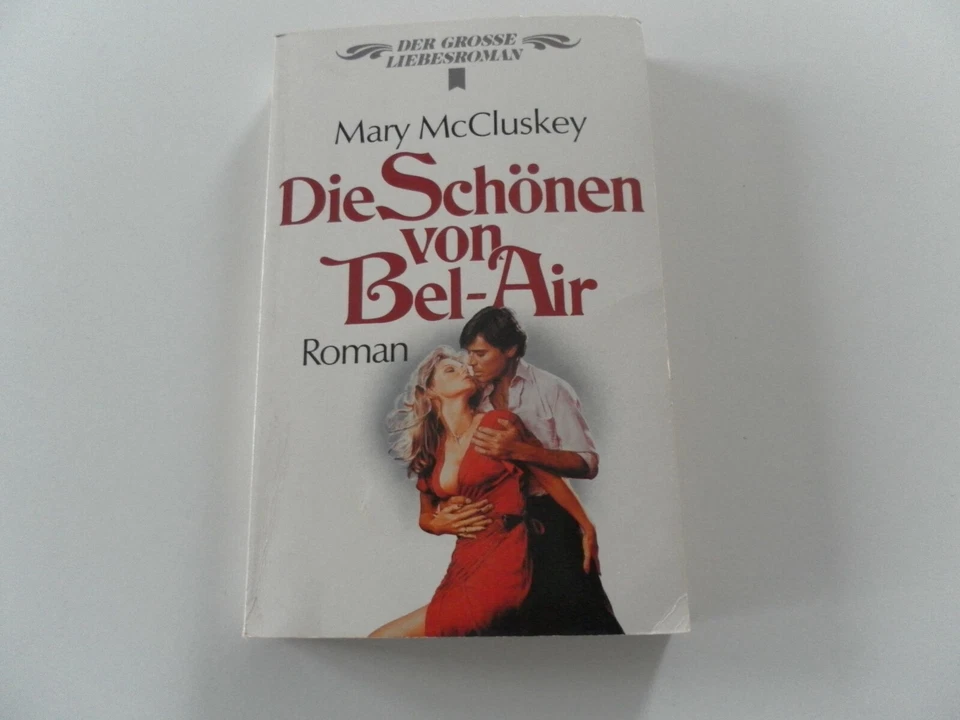 DER GROSSE
LIEBESROMAN
Mary McCluskey
Die Schönen
von
Bel-Air
Roman